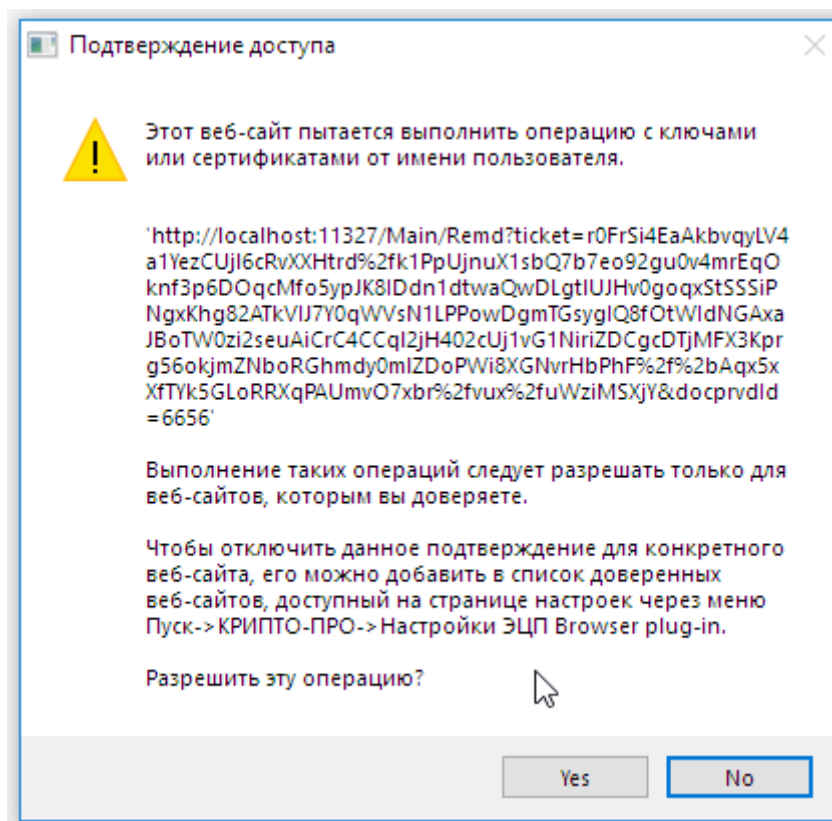 Подтверждение доступа
Этот веб-сайт пытается выполнить операцию с ключами
или сертификатами от имени пользователя.
'http://localhost:11327/Main/Remd?ticket=r0FrSi4EaAkbvqyLV4
a1YezCUjI6cRvXXHtrd%2fk1PpUjnuX1sbQ7b7eo92gu0v4mrEqO
knf3p6DOqcMfo5ypJK8IDdn1dtwaQwDLgtIUJHv0goqxStSSSiP
NgxKhg82ATkVIJ7Y0qWVsN1LPPowDgmTGsygIQ8fOtWIdNGAxa
JBoTW0zi2seuAiCrC4CCqI2jH402cUj1vG1NiriZDCgcDTjMFX3Kpr
g56okjmZNboRGhmdy0mIZDoPWi8XGNvrHbPhF%2f%2bAqx5x
XfTYk5GLoRRXqPAUmvO7xbr%2fvux%2fuWziMSXjY&docprvdId
=6656'
Выполнение таких операций следует разрешать только для
веб-сайтов, которым вы доверяете.
Чтобы отключить данное подтверждение для конкретного
веб-сайта, его можно добавить в список доверенных
веб-сайтов, доступный на странице настроек через меню
Пуск->КРИПТО-ПРО->Настройки ЭЦП Browser plug-in.
Разрешить эту операцию?
Yes No